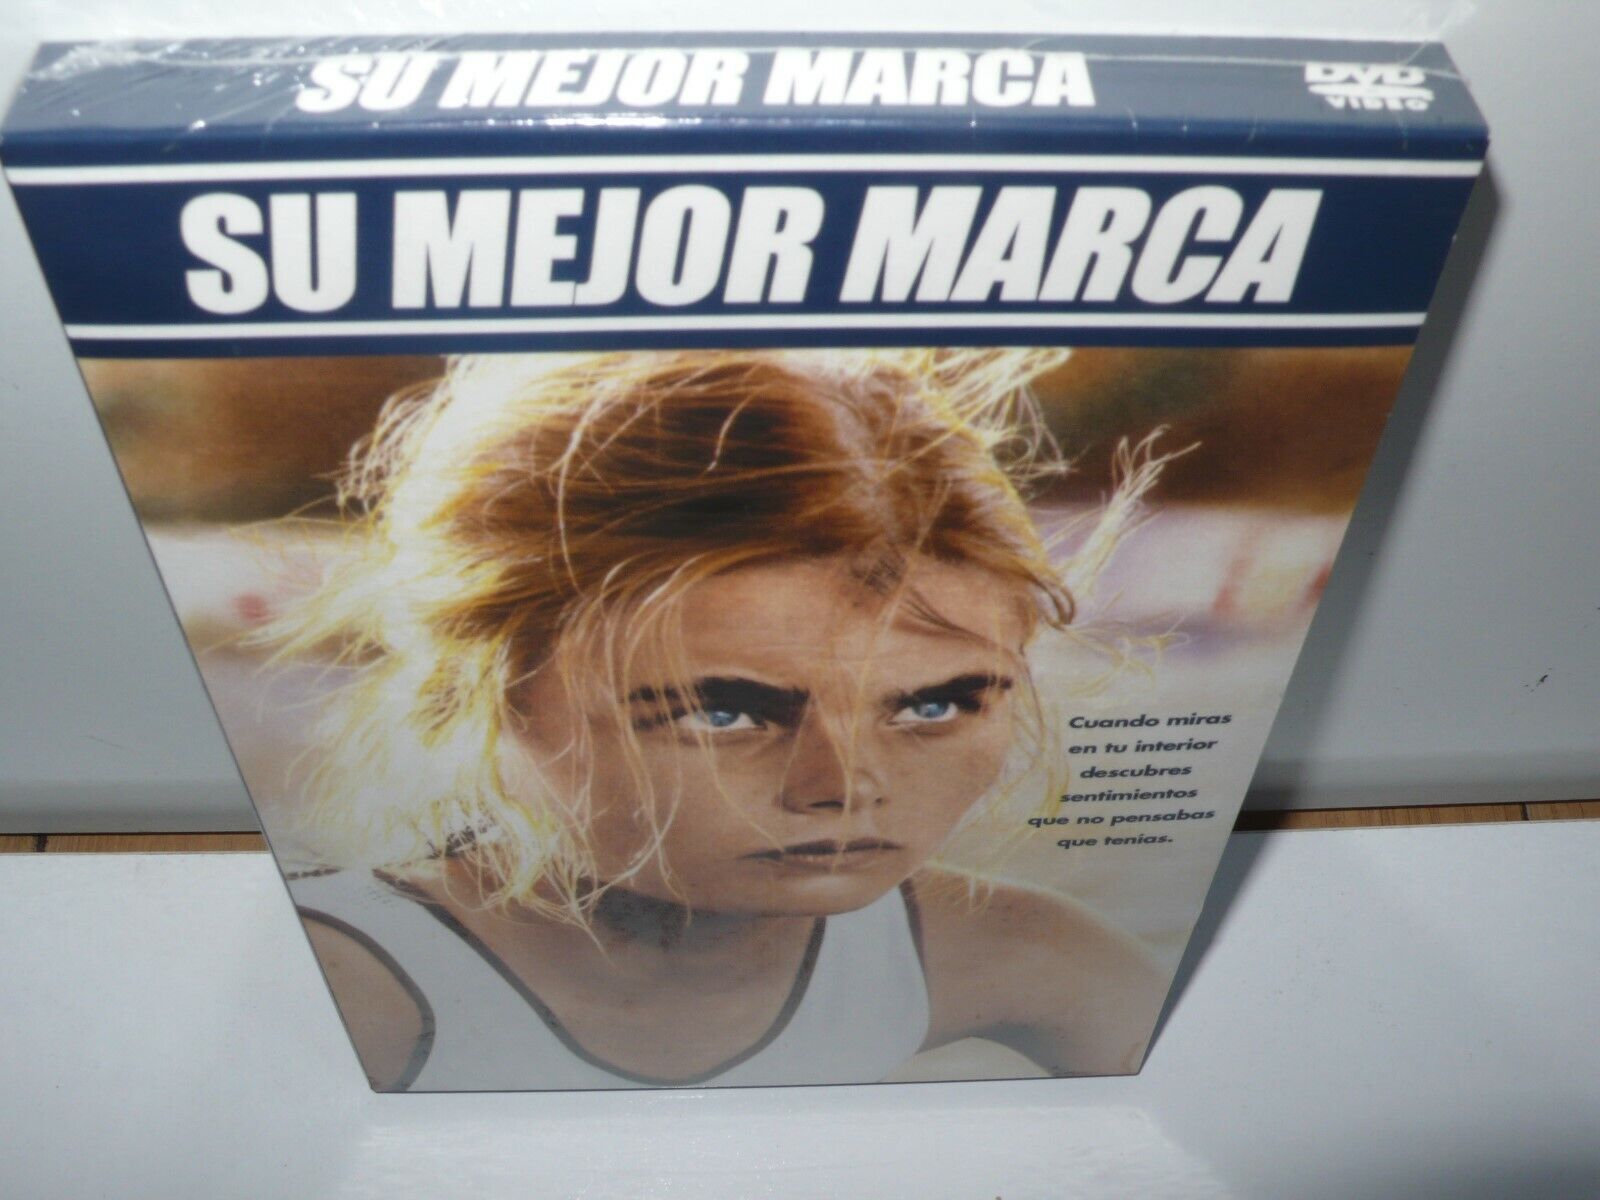 SU MEJOR MARCA
DVD
VIDEO
SU MEJOR MARCA
Cuando miras
en tu interior
descubres
sentimientos
que no pensabas
que tenias.